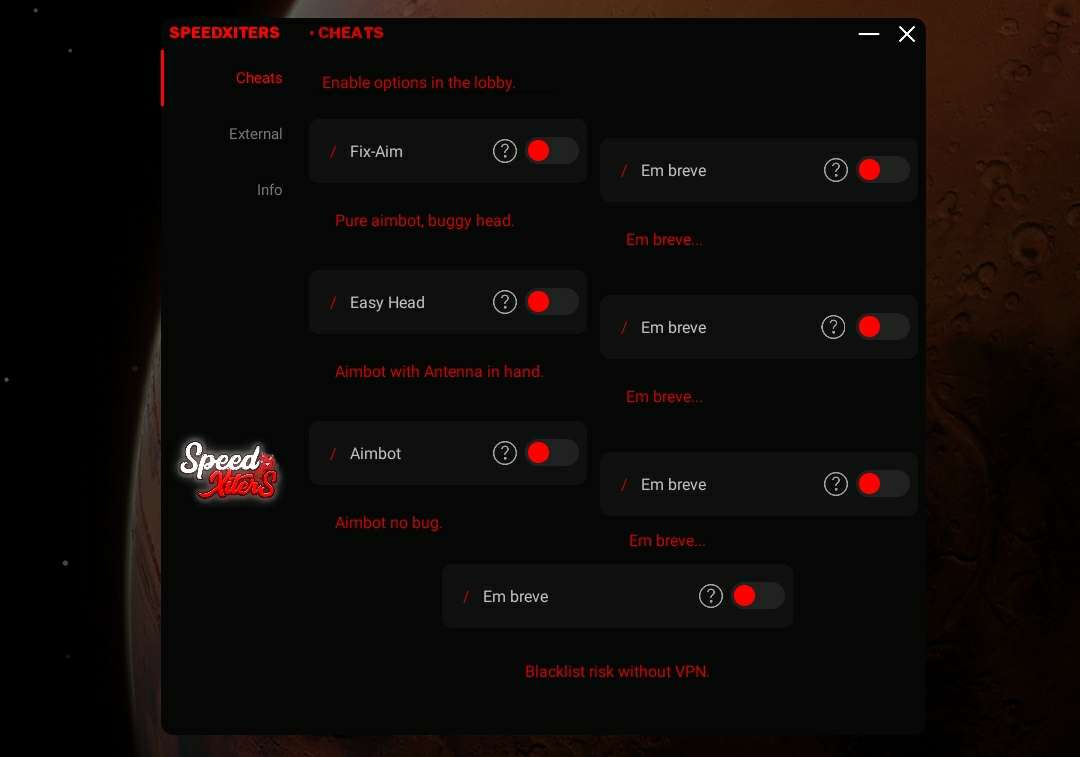 SPEEDXITERS
• CHEATS
Cheats
External
Info
Speed
XiterS
Enable options in the lobby.
/ Fix-Aim ?
Pure aimbot, buggy head.
/ Easy Head ?
Aimbot with Antenna in hand.
/ Aimbot ?
Aimbot no bug.
/ Em breve ?
Em breve...
/ Em breve ?
Em breve...
/ Em breve ?
Em breve...
/ Em breve ?
Blacklist risk without VPN.